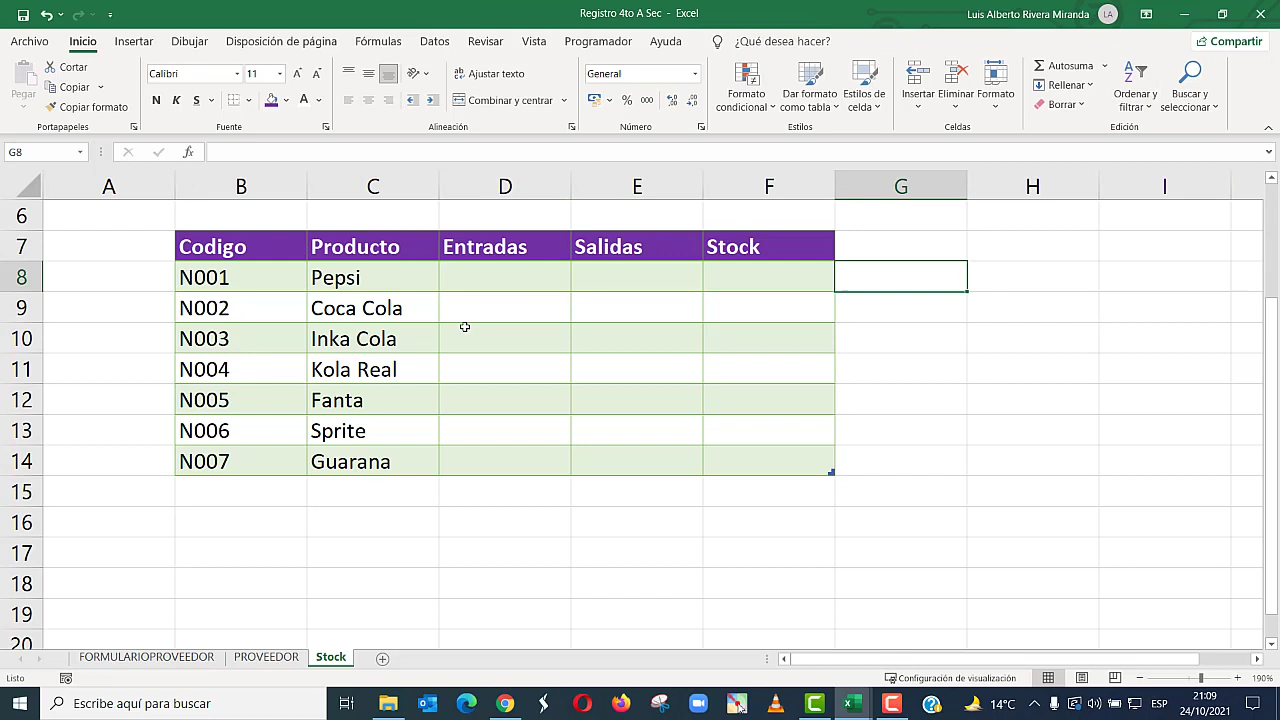 Registro 4to A Sec - Excel
Luis Alberto Rivera Miranda LA
Archivo Inicio Insertar Dibujar Disposición de página Fórmulas Datos Revisar Vista Programador Ayuda ¿Qué desea hacer? Compartir
Pegar
Cortar
Copiar
Copiar formato
Portapapeles
Calibri 11
N K S A
Fuente
Ajustar texto
Combinar y centrar
Alineación
General
% 000
Número
Formato condicional
Dar formato como tabla
Estilos de celda
Estilos
Insertar Eliminar Formato
Celdas
Autosuma
Rellenar
Borrar
Ordenar y filtrar
Buscar y seleccionar
Edición
G8 fx
A B C D E F G H I
6
7 Codigo Producto Entradas Salidas Stock
8 N001 Pepsi
9 N002 Coca Cola
10 N003 Inka Cola
11 N004 Kola Real
12 N005 Fanta
13 N006 Sprite
14 N007 Guarana
15
16
17
18
19
20
FORMULARIOPROVEEDOR PROVEEDOR Stock
Listo Configuración de visualización 190%
Escribe aquí para buscar 14°C ESP 21:09
24/10/2021